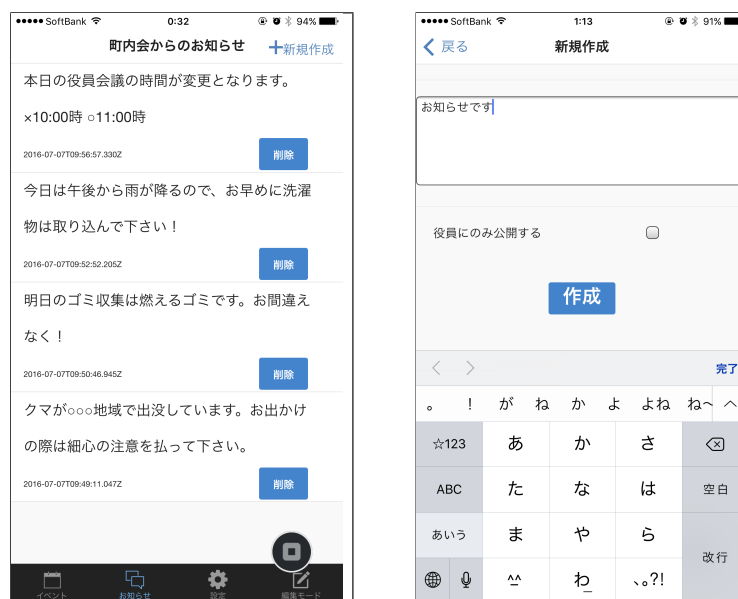 ●●●●● SoftBank 0:32 94%
町内会からのお知らせ
+新規作成
本日の役員会議の時間が変更となります。
×10:00時 ○11:00時
2016-07-07T09:56:57.330Z
削除
今日は午後から雨が降るので、お早めに洗濯
物は取り込んで下さい！
2016-07-07T09:52:52.205Z
削除
明日のゴミ収集は燃えるゴミです。お間違え
なく！
2016-07-07T09:50:46.945Z
削除
クマが○○○地域で出没しています。お出かけ
の際は細心の注意を払って下さい。
2016-07-07T09:49:11.047Z
削除
イベント お知らせ 設定 編集モード
●●●●● SoftBank 1:13 91%
戻る
新規作成
お知らせです
役員にのみ公開する
作成
完了
。 ！ が ね か よ よね ね〜
☆123 あ か さ
ABC た な は 空白
あいう ま や ら
改行
^^ わ 、。?!